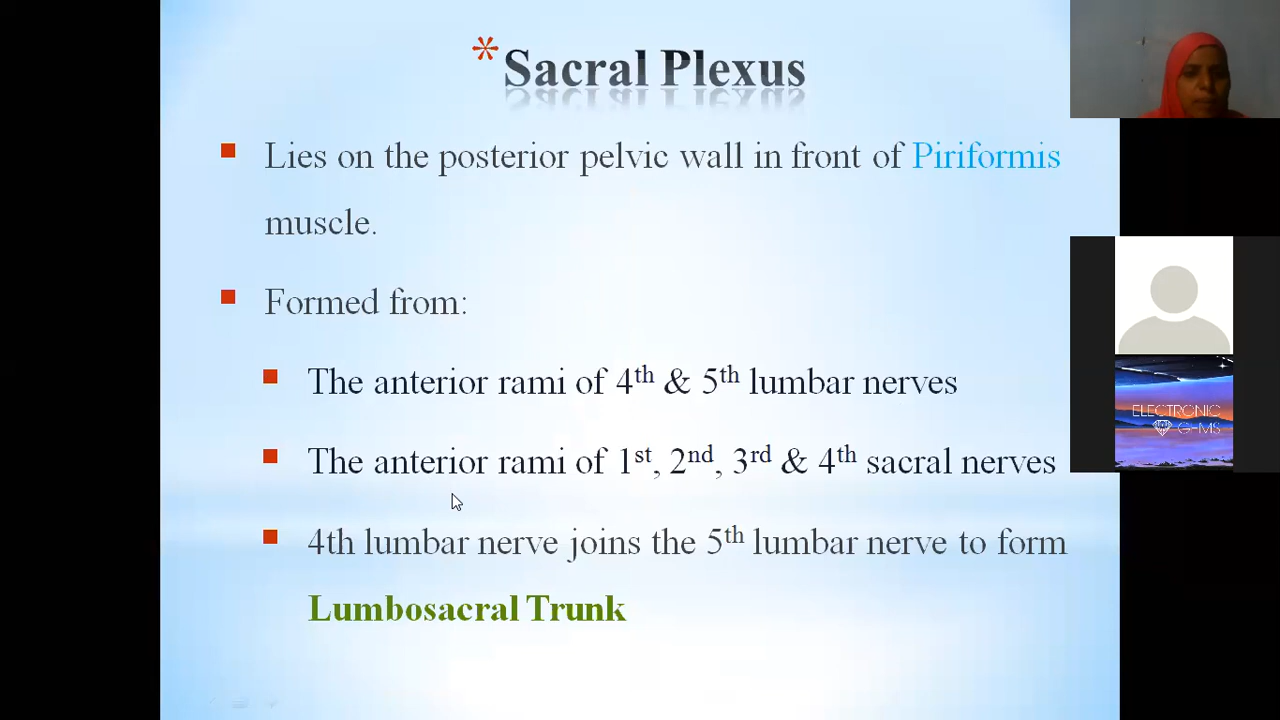 * Sacral Plexus
Lies on the posterior pelvic wall in front of Piriformis
muscle.
Formed from:
The anterior rami of 4th & 5th lumbar nerves
The anterior rami of 1st, 2nd, 3rd & 4th sacral nerves
4th lumbar nerve joins the 5th lumbar nerve to form
Lumbosacral Trunk
ELECTRONIC
GEMS